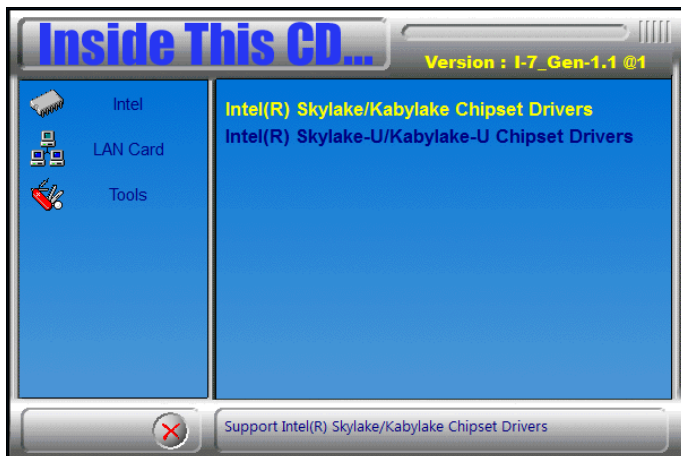 Inside This CD...
Version : I-7_Gen-1.1 @1
Intel
LAN Card
Tools
Intel(R) Skylake/Kabylake Chipset Drivers
Intel(R) Skylake-U/Kabylake-U Chipset Drivers
Support Intel(R) Skylake/Kabylake Chipset Drivers